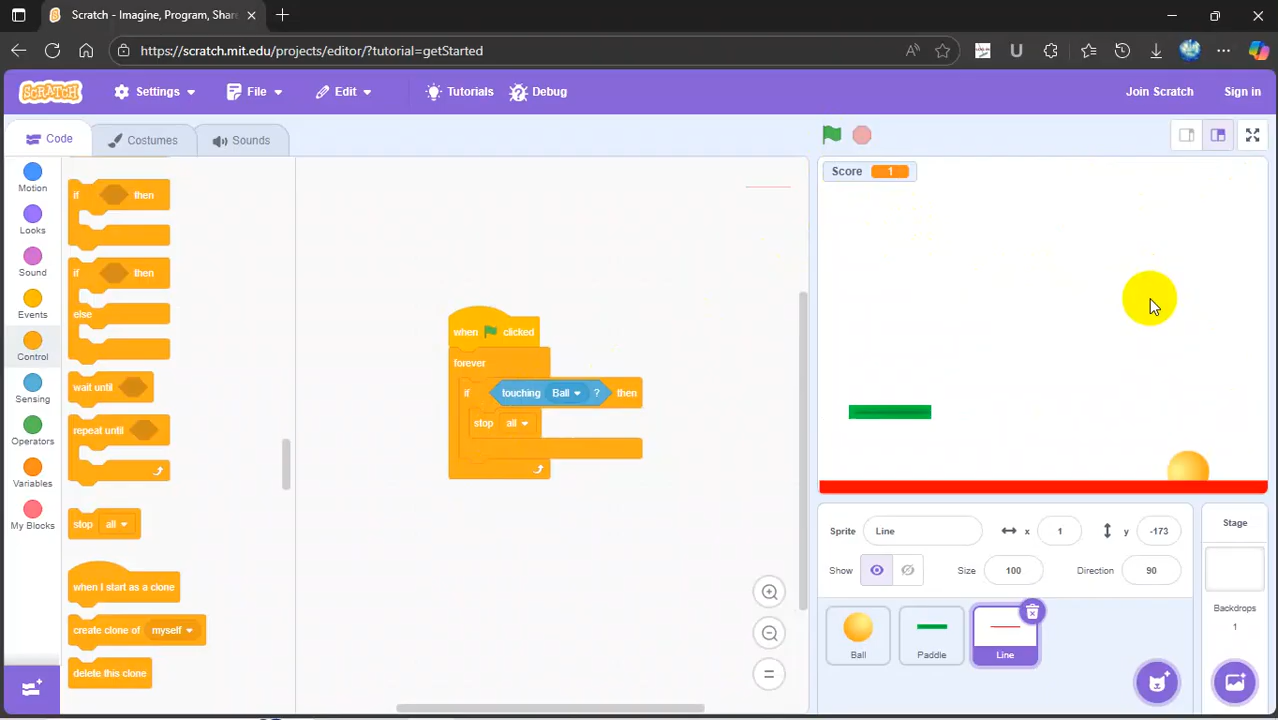 Scratch - Imagine, Program, Shar
https://scratch.mit.edu/projects/editor/?tutorial=getStarted
SCRATCH
Settings
File
Edit
Tutorials
Debug
Join Scratch
Sign in
Code
Costumes
Sounds
Motion
Looks
Sound
Events
Control
Sensing
Operators
Variables
My Blocks
if then
if then
else
wait until
repeat until
stop all
when I start as a clone
create clone of myself
delete this clone
when clicked
forever
if touching Ball ? then
stop all
Score 1
Sprite Line x 1 y -173
Show Size 100 Direction 90
Ball
Paddle
Line
Stage
Backdrops
1